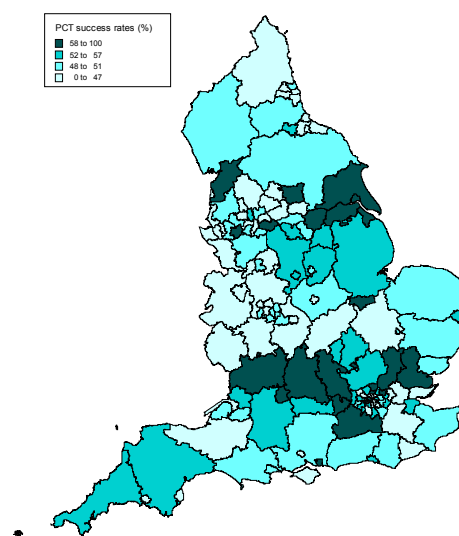 PCT success rates (%)
58 to 100
52 to 57
48 to 51
0 to 47